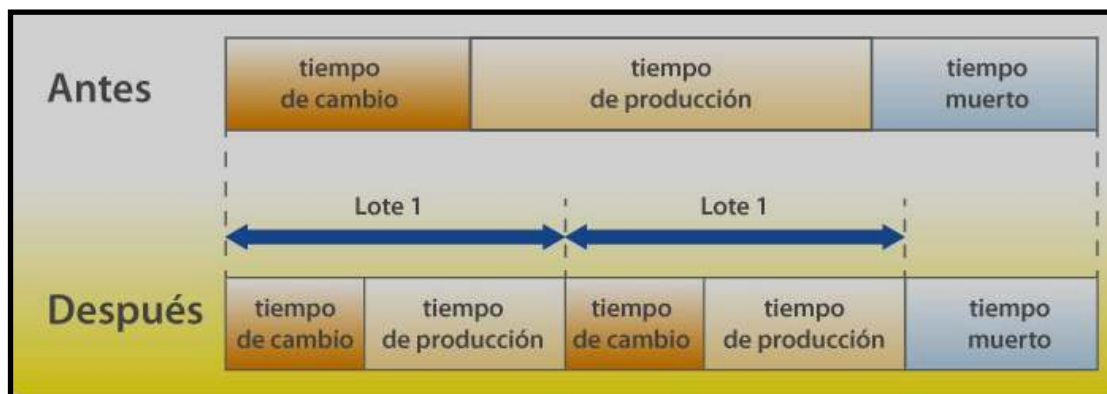 Antes
tiempo
de cambio
tiempo
de producción
tiempo
muerto
Lote 1
Lote 1
Después
tiempo
de cambio
tiempo
de producción
tiempo
de cambio
tiempo
de producción
tiempo
muerto